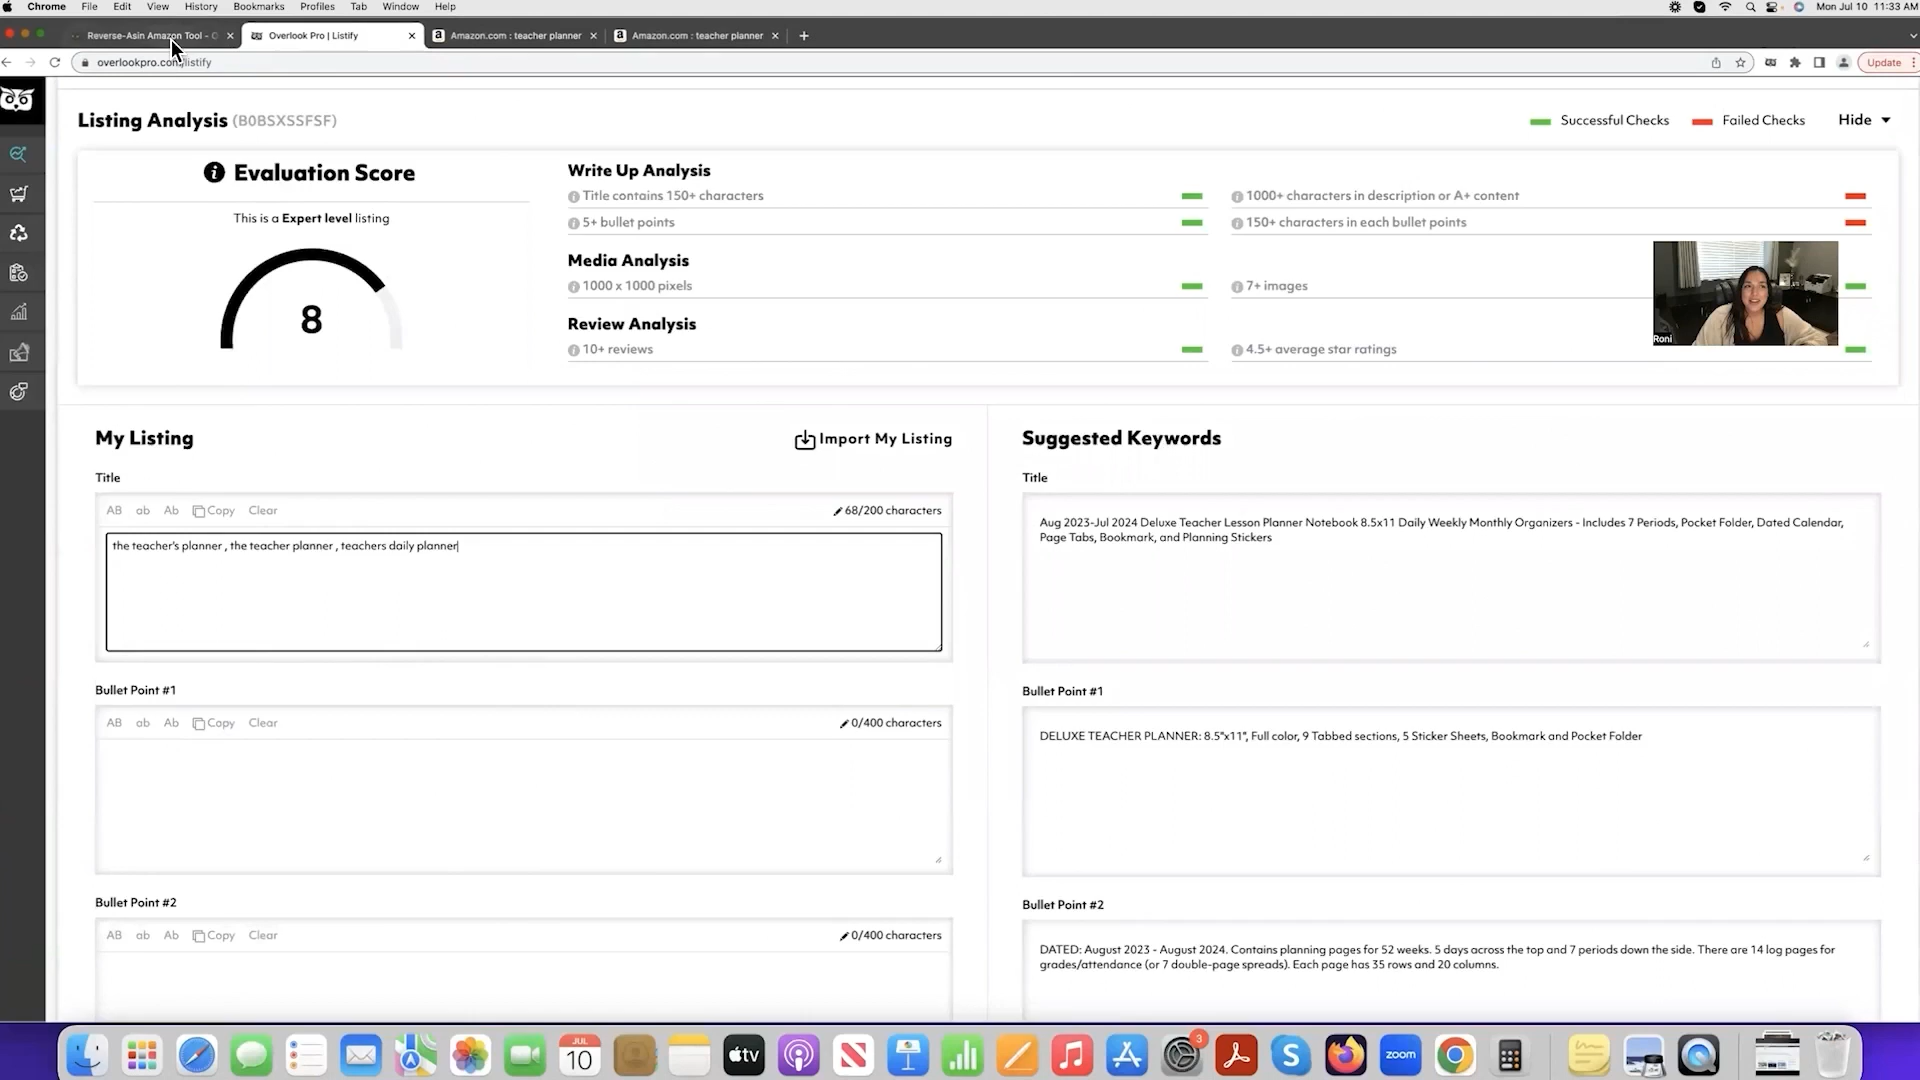 Chrome File Edit View History Bookmarks Profiles Tab Window Help Mon Jul 10 11:33 AM
Reverse-Asin Amazon Tool - O Overlook Pro | Listify Amazon.com : teacher planner Amazon.com : teacher planner
overlookpro.com/listify Update
Listing Analysis (B0BSXSSFSF) Successful Checks Failed Checks Hide
Evaluation Score
This is a Expert level listing
8
Write Up Analysis
Title contains 150+ characters 1000+ characters in description or A+ content
5+ bullet points 150+ characters in each bullet points
Media Analysis
1000 x 1000 pixels 7+ images
Review Analysis
10+ reviews 4.5+ average star ratings
Roni
My Listing Import My Listing
Title
AB ab Ab Copy Clear 68/200 characters
the teacher's planner , the teacher planner , teachers daily planner
Bullet Point #1
AB ab Ab Copy Clear 0/400 characters
Bullet Point #2
AB ab Ab Copy Clear 0/400 characters
Suggested Keywords
Title
Aug 2023-Jul 2024 Deluxe Teacher Lesson Planner Notebook 8.5x11 Daily Weekly Monthly Organizers - Includes 7 Periods, Pocket Folder, Dated Calendar,
Page Tabs, Bookmark, and Planning Stickers
Bullet Point #1
DELUXE TEACHER PLANNER: 8.5"x11", Full color, 9 Tabbed sections, 5 Sticker Sheets, Bookmark and Pocket Folder
Bullet Point #2
DATED: August 2023 - August 2024. Contains planning pages for 52 weeks. 5 days across the top and 7 periods down the side. There are 14 log pages for
grades/attendance (or 7 double-page spreads). Each page has 35 rows and 20 columns.
JUL
10
tv
3
zoom